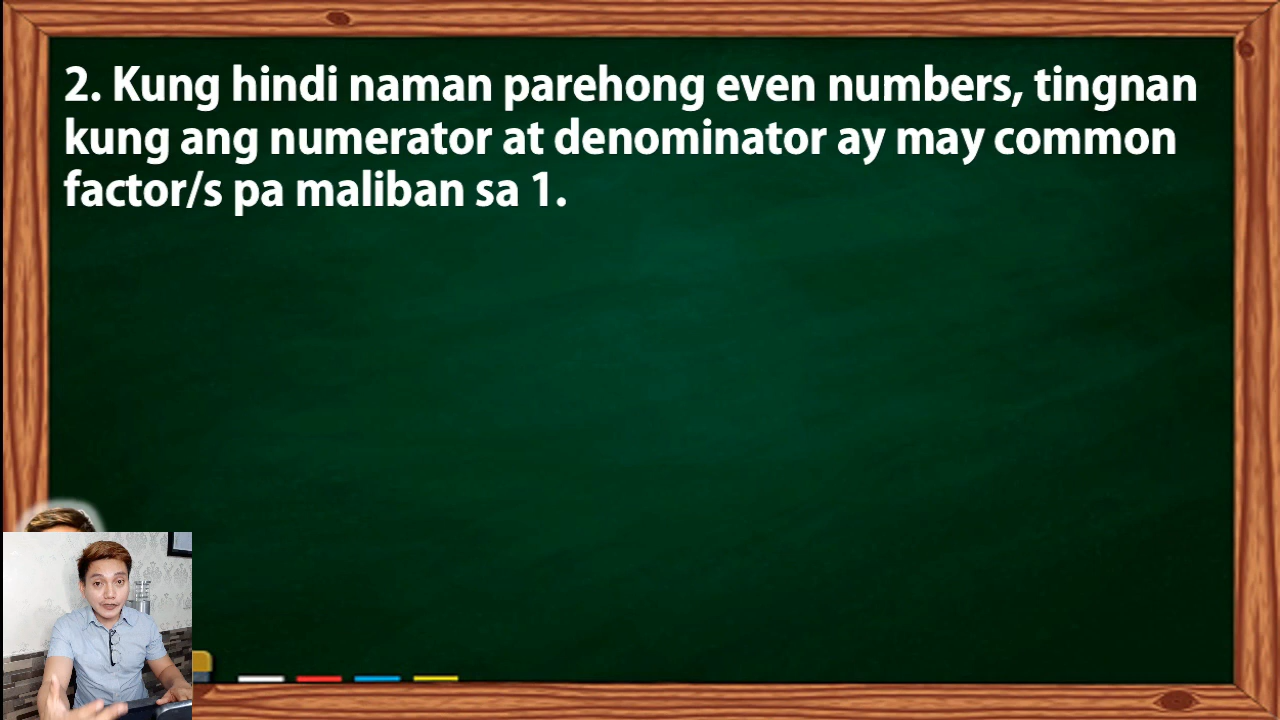 2. Kung hindi naman parehong even numbers, tingnan
kung ang numerator at denominator ay may common
factor/s pa maliban sa 1.